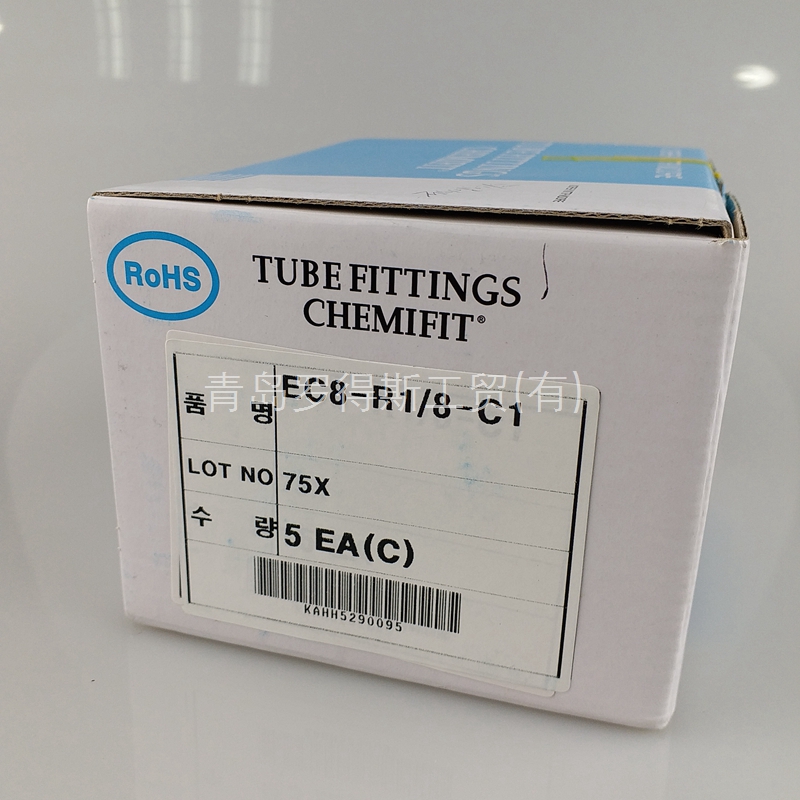 RoHS
TUBE FITTINGS
CHEMIFIT®
青岛罗得斯工贸(有)
품 명 EC8-R1/8-C1
LOT NO 75X
수 량 5 EA(C)
KAHH5290095